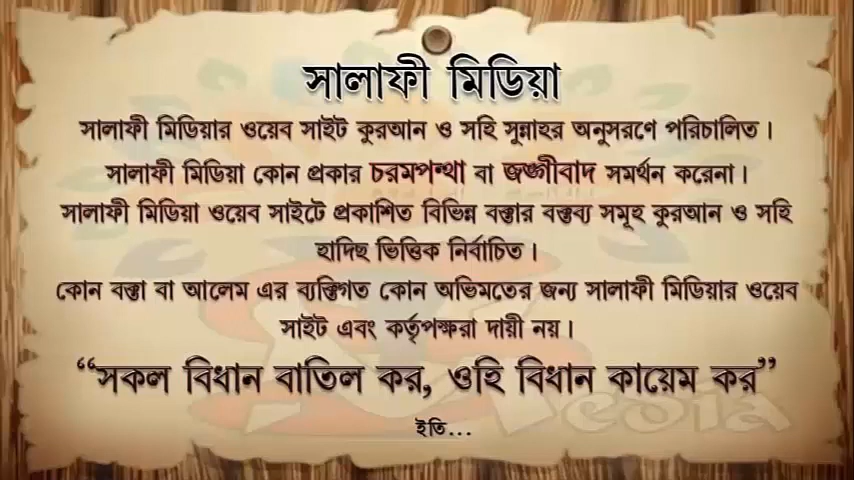 সালাফী মিডিয়া
সালাফী মিডিয়ার ওয়েব সাইট কুরআন ও সহি সুন্নাহর অনুসরণে পরিচালিত।
সালাফী মিডিয়া কোন প্রকার চরমপন্থা বা জঙ্গীবাদ সমর্থন করেনা।
সালাফী মিডিয়া ওয়েব সাইটে প্রকাশিত বিভিন্ন বক্তার বক্তব্য সমূহ কুরআন ও সহি
হাদিছ ভিত্তিক নির্বাচিত।
কোন বক্তা বা আলেম এর ব্যক্তিগত কোন অভিমতের জন্য সালাফী মিডিয়ার ওয়েব
সাইট এবং কর্তৃপক্ষরা দায়ী নয়।
“সকল বিধান বাতিল কর, ওহি বিধান কায়েম কর”
ইতি...